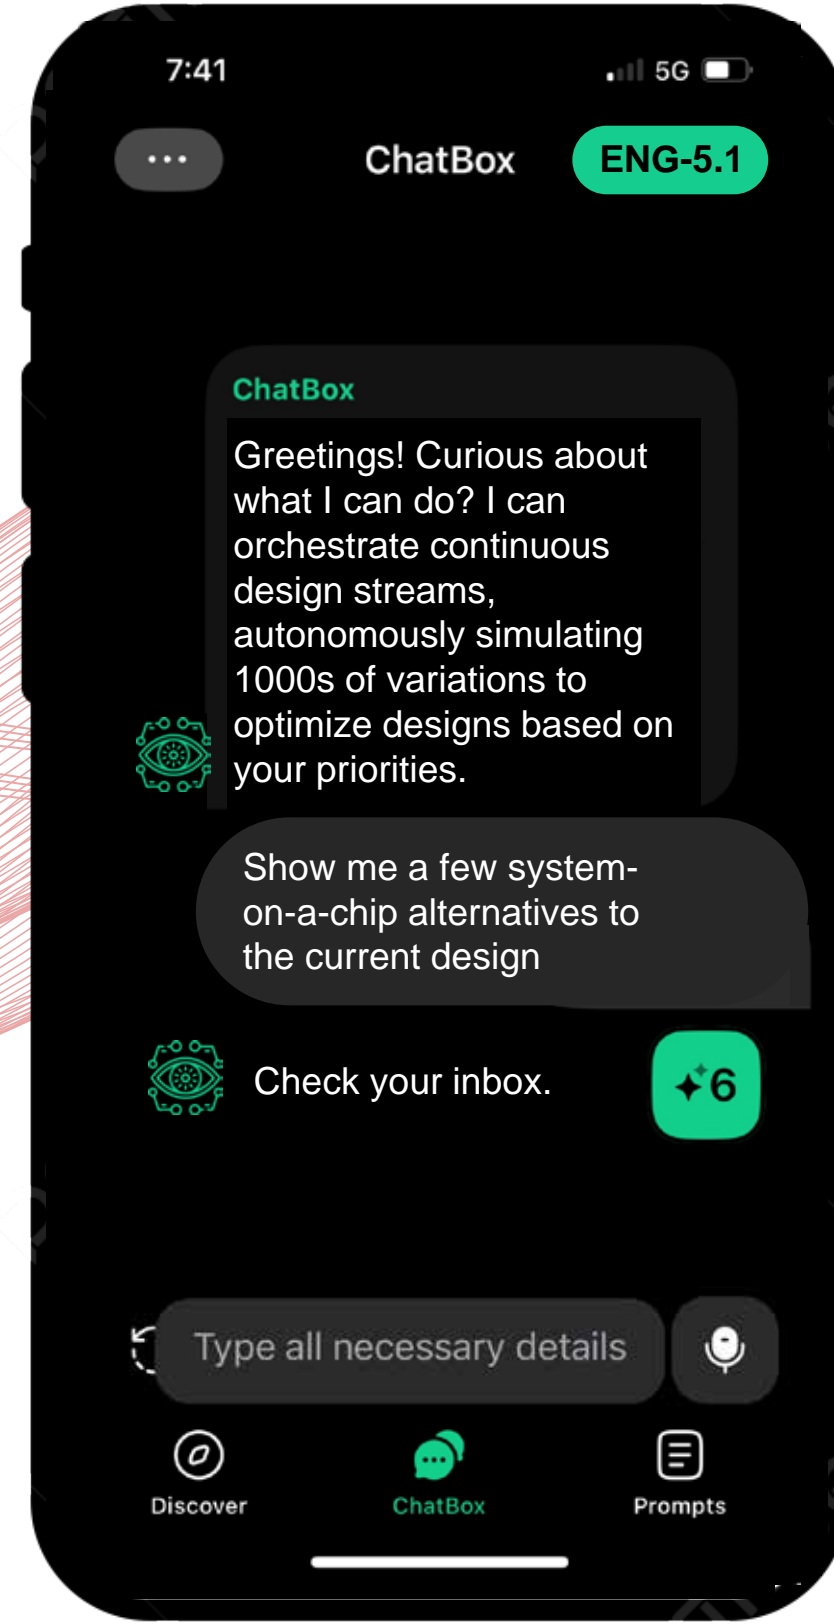 7:41
5G
ChatBox
ENG-5.1
ChatBox
Greetings! Curious about
what I can do? I can
orchestrate continuous
design streams,
autonomously simulating
1000s of variations to
optimize designs based on
your priorities.
Show me a few system-
on-a-chip alternatives to
the current design
Check your inbox.
6
Type all necessary details
Discover
ChatBox
Prompts